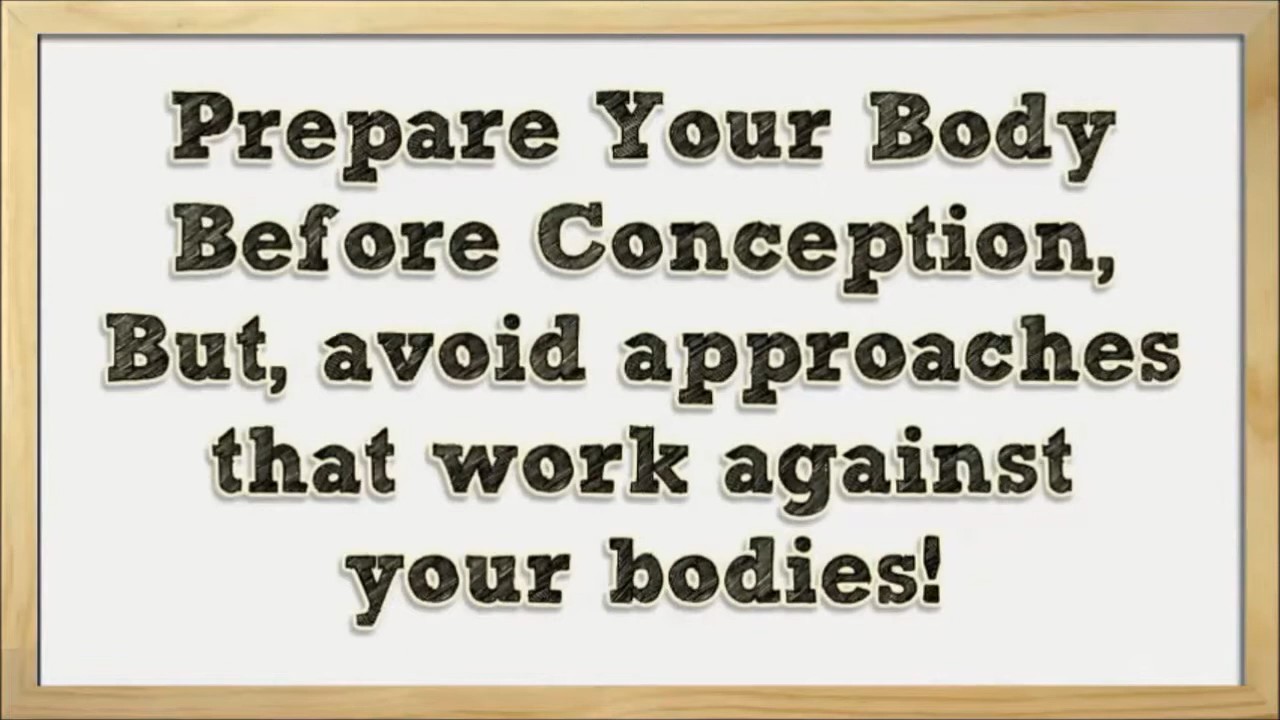 Prepare Your Body
Before Conception,
But, avoid approaches
that work against
your bodies!